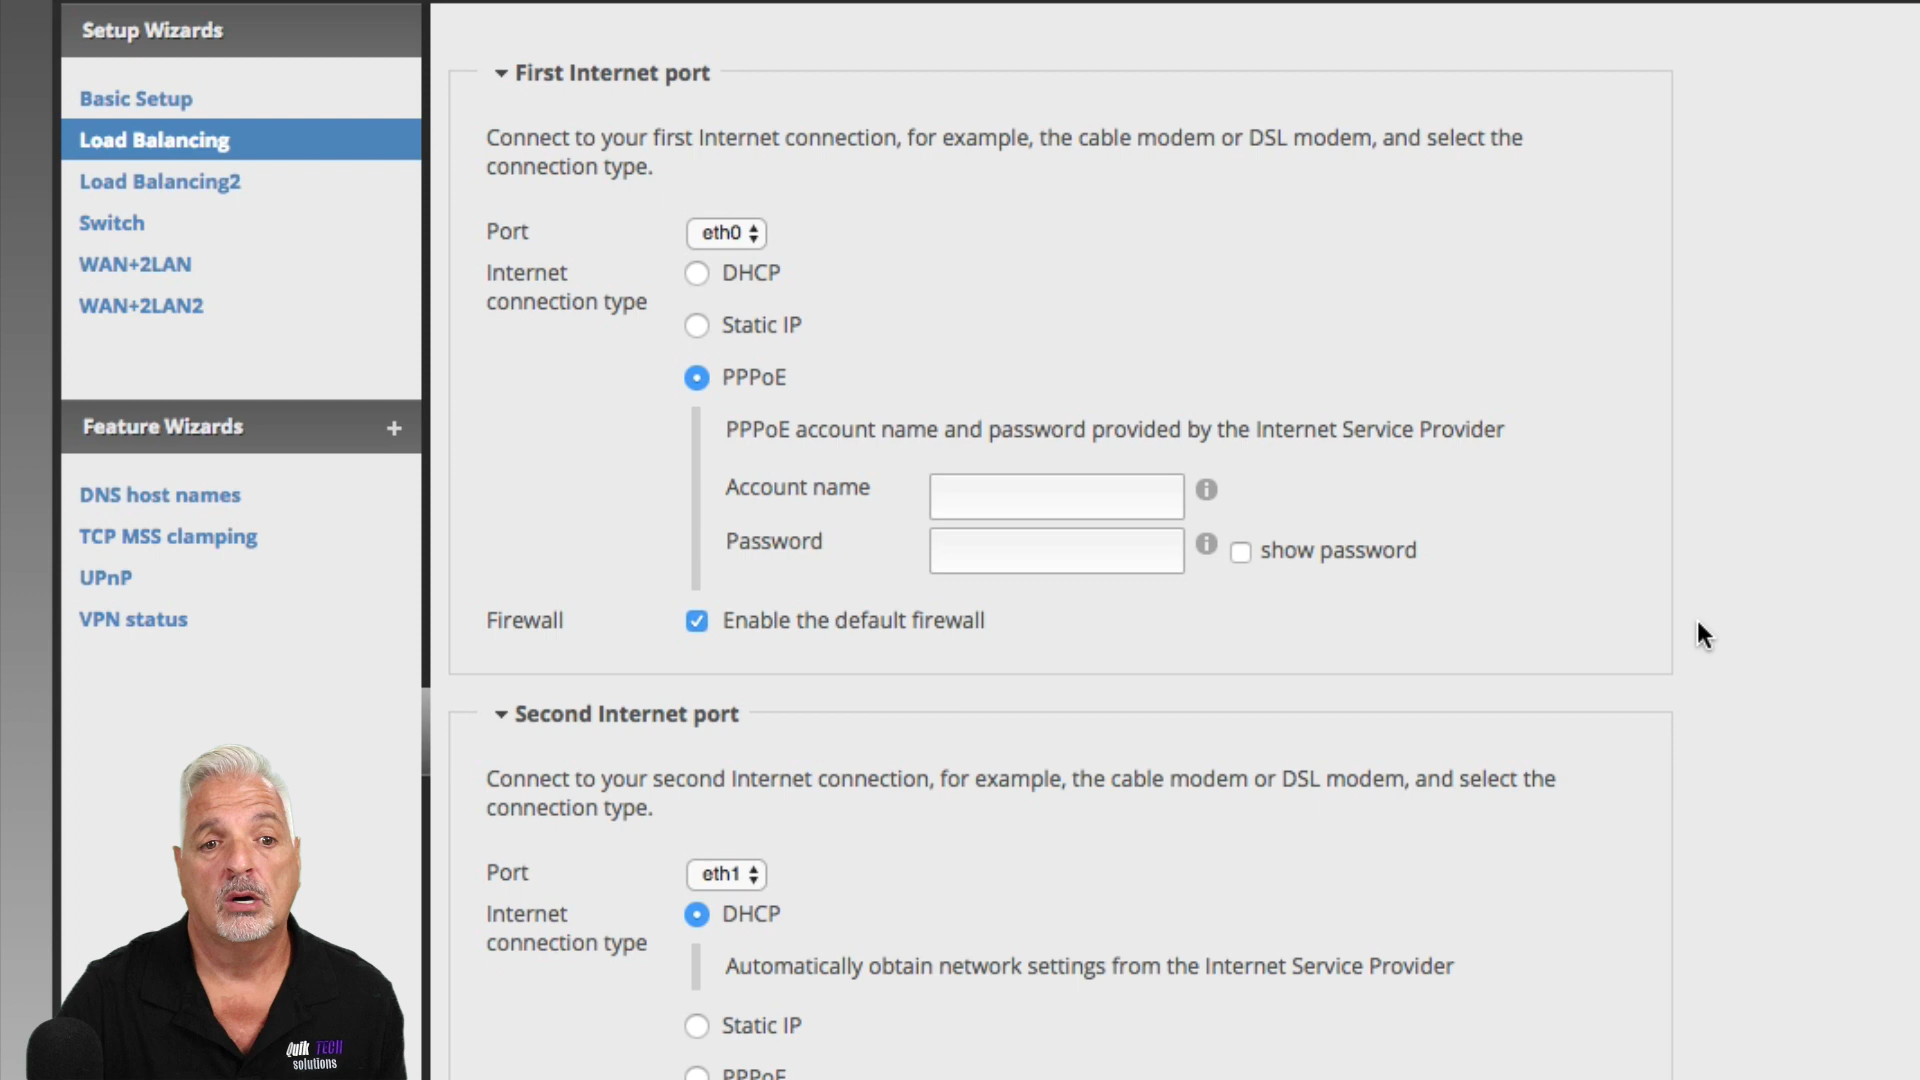 Setup Wizards
Basic Setup
Load Balancing
Load Balancing2
Switch
WAN+2LAN
WAN+2LAN2
Feature Wizards +
DNS host names
TCP MSS clamping
UPnP
VPN status
First Internet port
Connect to your first Internet connection, for example, the cable modem or DSL modem, and select the
connection type.
Port eth0
Internet
connection type
DHCP
Static IP
PPPoE
PPPoE account name and password provided by the Internet Service Provider
Account name
Password show password
Firewall Enable the default firewall
Second Internet port
Connect to your second Internet connection, for example, the cable modem or DSL modem, and select the
connection type.
Port eth1
Internet
connection type
DHCP
Automatically obtain network settings from the Internet Service Provider
Static IP
PPPoE
Quik TECH
solutions